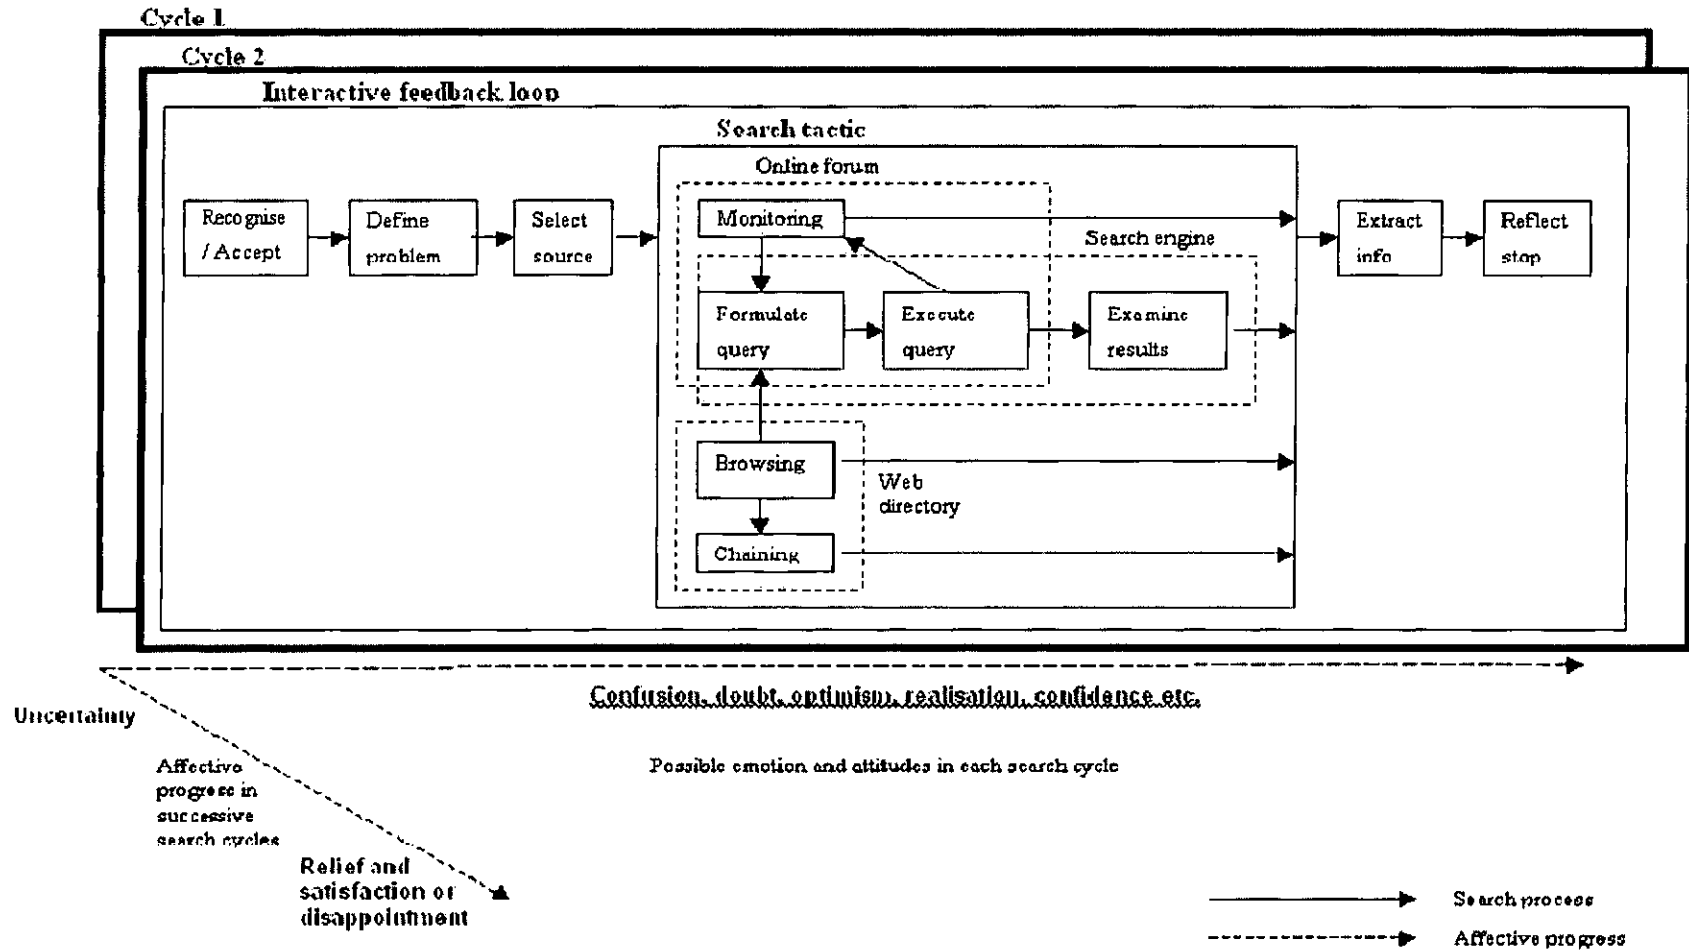 Cycle 1
Cycle 2
Interactive feedback loop
Search tactic
Online forum
Recognise
/ Accept
Define
problem
Select
source
Monitoring
Search engine
Extract
info
Reflect
stop
Formulate
query
Execute
query
Examine
results
Browsing
Web
directory
Chaining
Uncertainty
Confusion, doubt, optimism, realisation, confidence etc.
Possible emotion and attitudes in each search cycle
Affective
progress in
successive
search cycles
Relief and
satisfaction or
disappointment
Search process
Affective progress